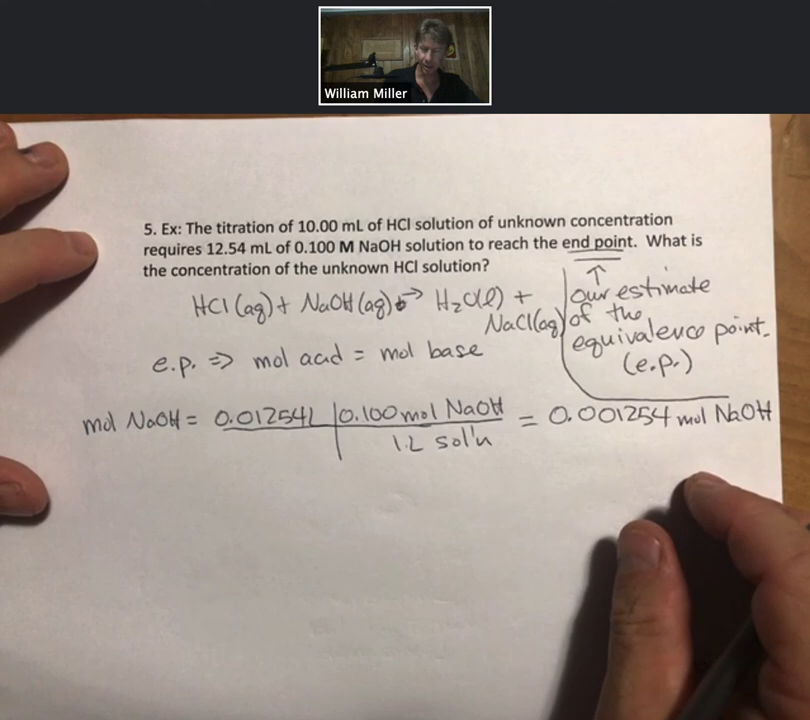 William Miller
5. Ex: The titration of 10.00 mL of HCl solution of unknown concentration
requires 12.54 mL of 0.100 M NaOH solution to reach the end point. What is
the concentration of the unknown HCl solution?
HCl (aq) + NaOH (aq) → H2O(l) +
NaCl(aq)
our estimate
of the
equivalence point.
(e.p.)
e.p. => mol acid = mol base
mol NaOH = 0.01254L | 0.100 mol NaOH = 0.001254 mol NaOH
1 L sol'n